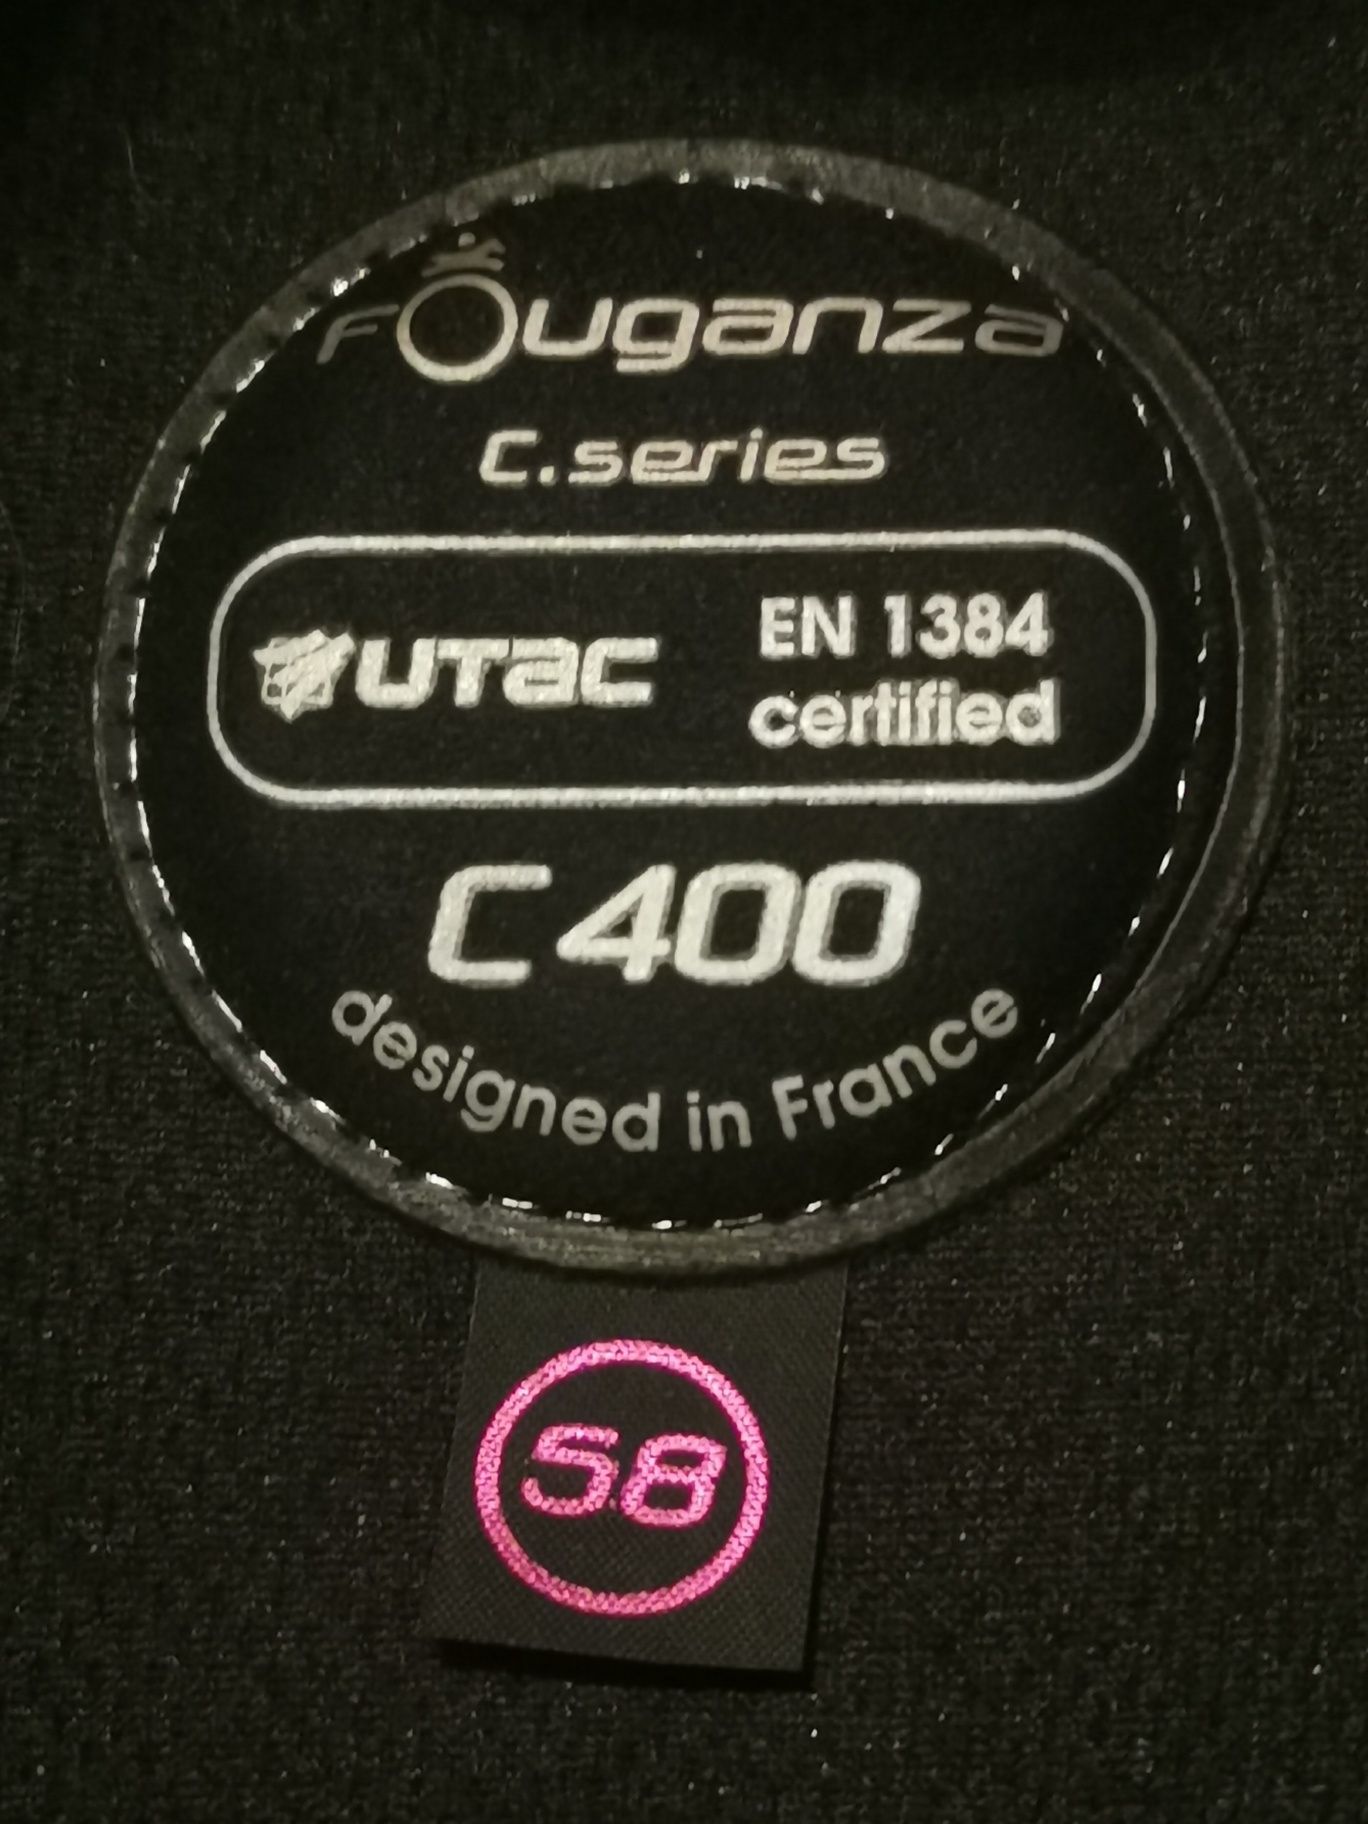 Fouganza
C.series
utac
EN 1384
certified
C400
designed in France
58